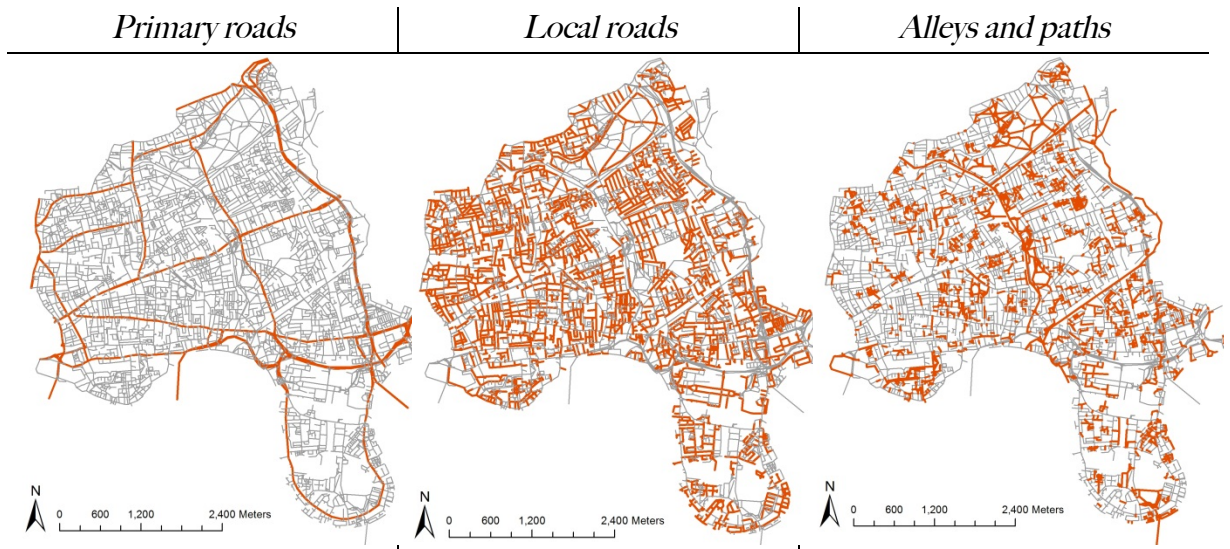 Primary roads
Local roads
Alleys and paths
N
0 600 1,200 2,400 Meters
N
0 600 1,200 2,400 Meters
N
0 600 1,200 2,400 Meters